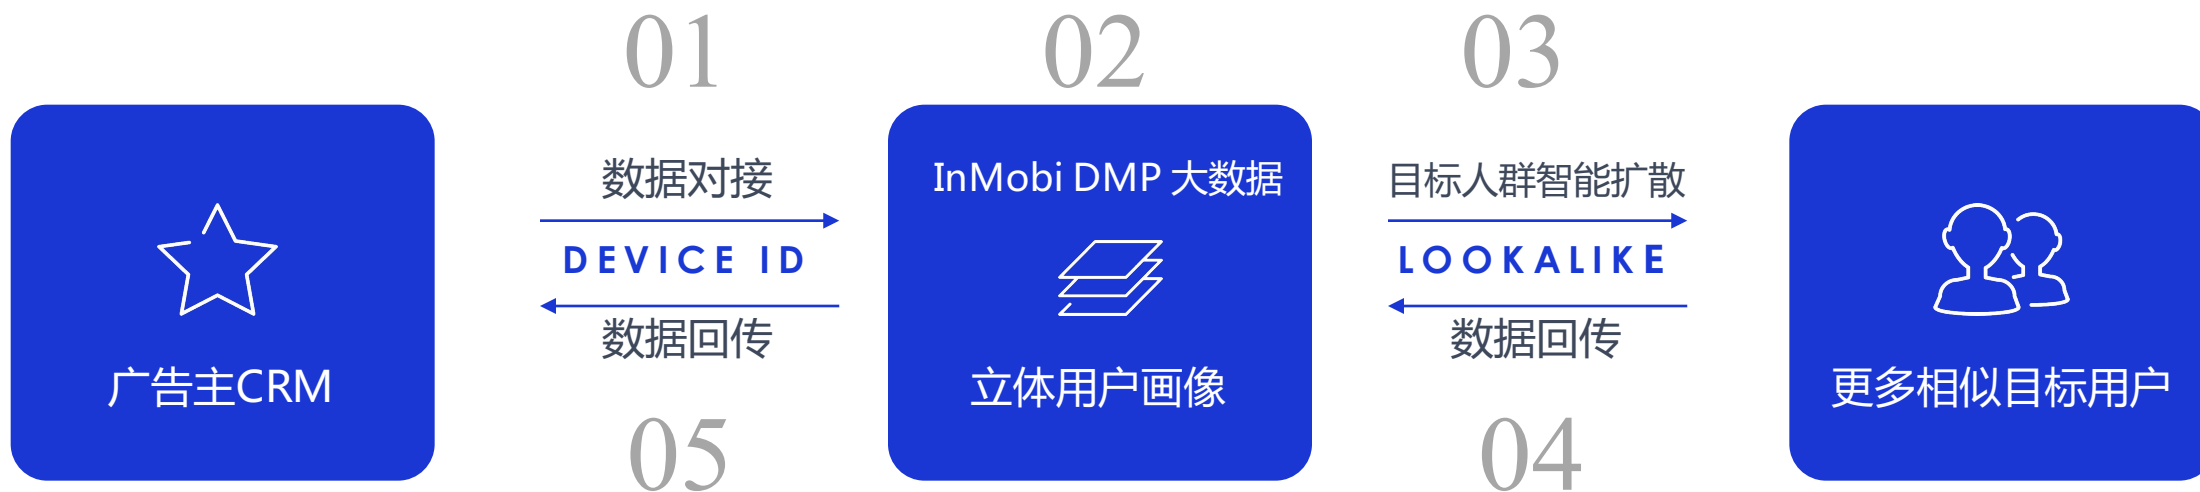 01
02
03
数据对接
InMobi DMP 大数据
目标人群智能扩散
DEVICE ID
LOOKALIKE
数据回传
数据回传
广告主CRM
立体用户画像
更多相似目标用户
05
04